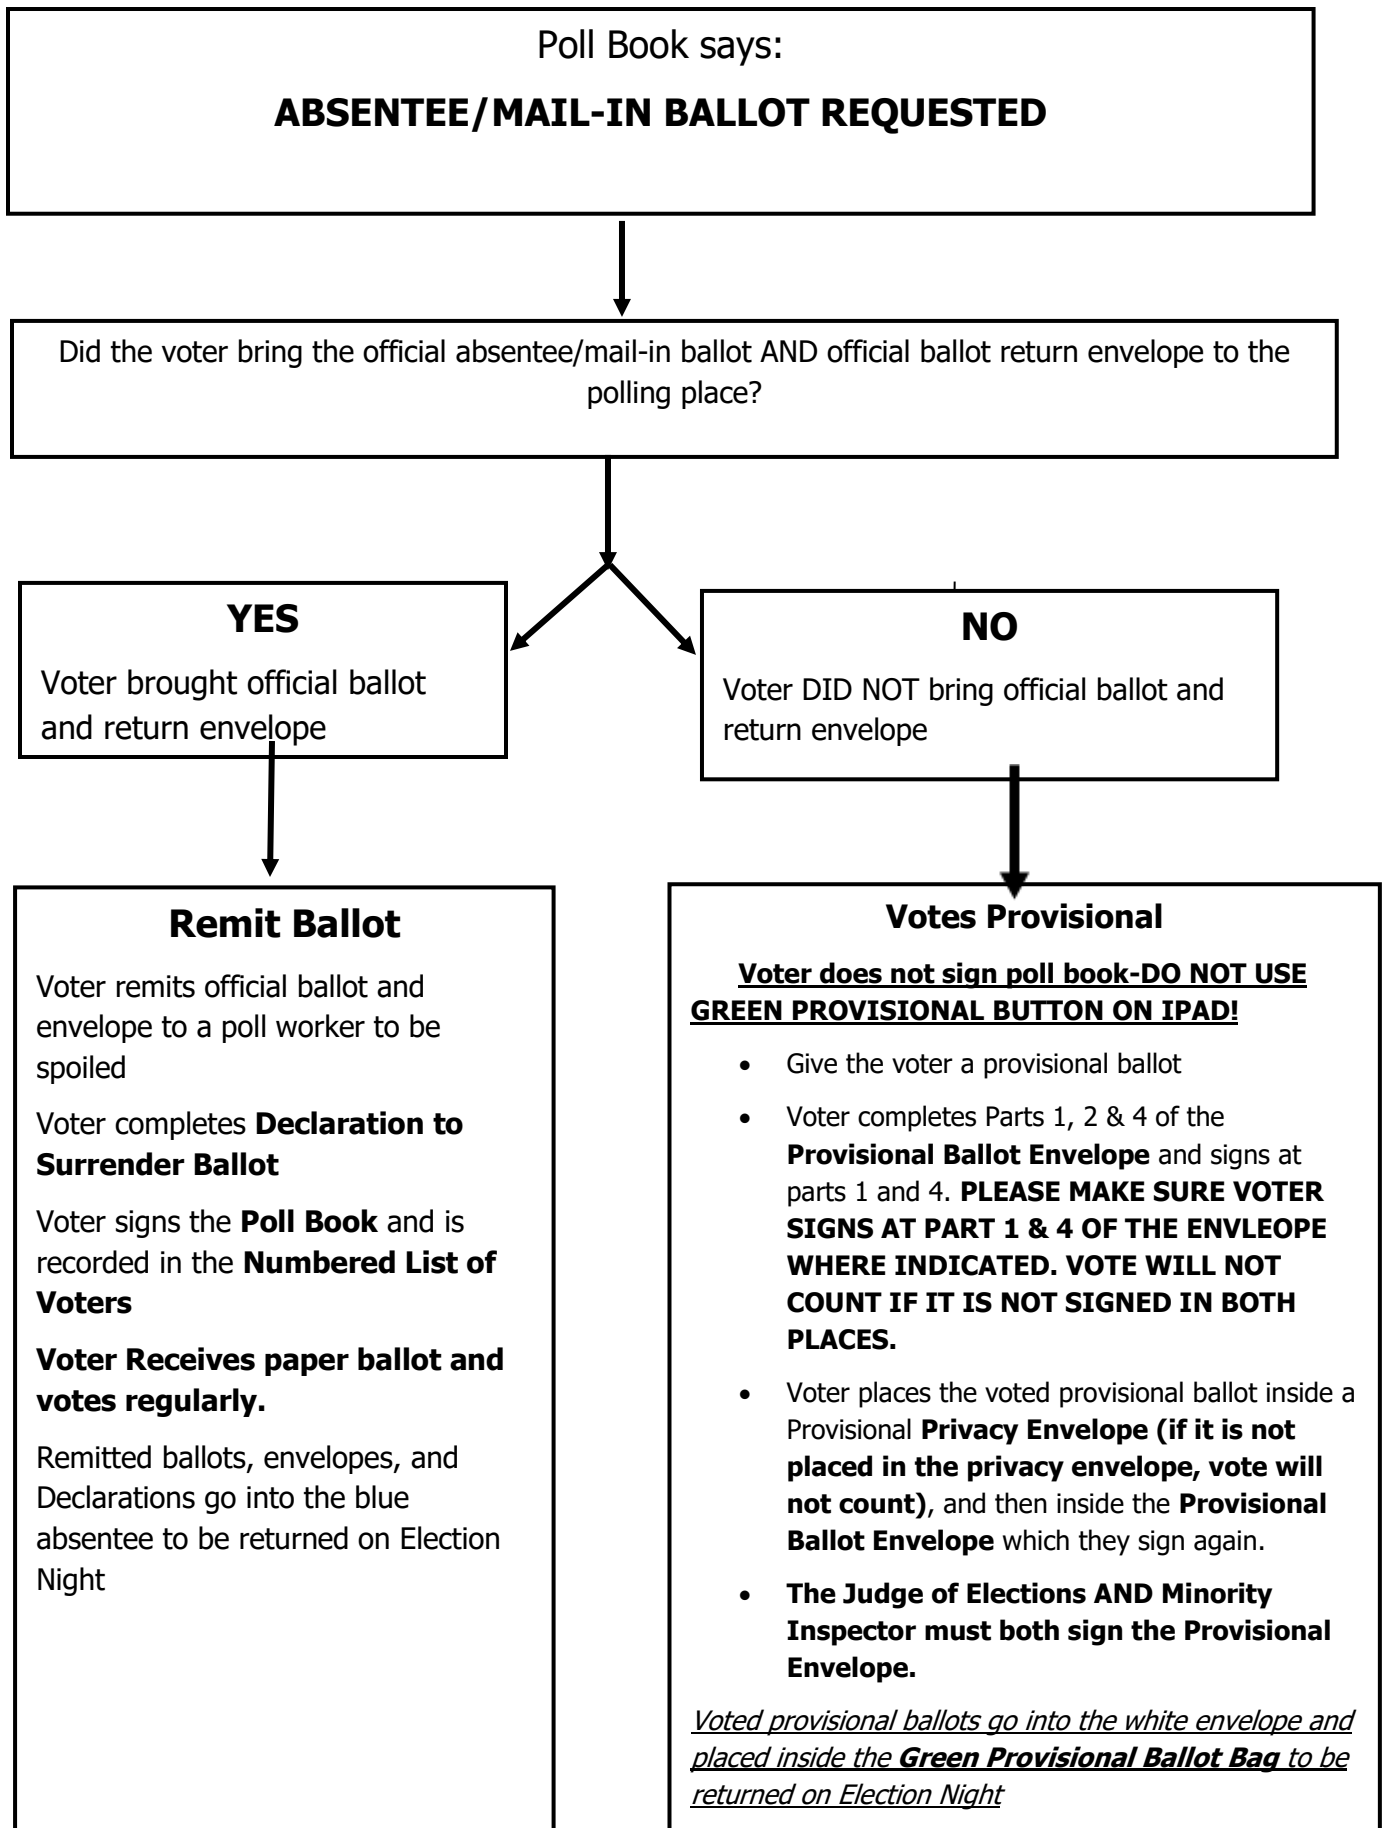 Poll Book says:
ABSENTEE/MAIL-IN BALLOT REQUESTED
Did the voter bring the official absentee/mail-in ballot AND official ballot return envelope to the
polling place?
YES
Voter brought official ballot
and return envelope
NO
Voter DID NOT bring official ballot and
return envelope
Remit Ballot
Voter remits official ballot and
envelope to a poll worker to be
spoiled
Voter completes Declaration to
Surrender Ballot
Voter signs the Poll Book and is
recorded in the Numbered List of
Voters
Voter Receives paper ballot and
votes regularly.
Remitted ballots, envelopes, and
Declarations go into the blue
absentee to be returned on Election
Night
Votes Provisional
Voter does not sign poll book-DO NOT USE
GREEN PROVISIONAL BUTTON ON IPAD!
• Give the voter a provisional ballot
• Voter completes Parts 1, 2 & 4 of the
Provisional Ballot Envelope and signs at
parts 1 and 4. PLEASE MAKE SURE VOTER
SIGNS AT PART 1 & 4 OF THE ENVLEOPE
WHERE INDICATED. VOTE WILL NOT
COUNT IF IT IS NOT SIGNED IN BOTH
PLACES.
• Voter places the voted provisional ballot inside a
Provisional Privacy Envelope (if it is not
placed in the privacy envelope, vote will
not count), and then inside the Provisional
Ballot Envelope which they sign again.
• The Judge of Elections AND Minority
Inspector must both sign the Provisional
Envelope.
Voted provisional ballots go into the white envelope and
placed inside the Green Provisional Ballot Bag to be
returned on Election Night